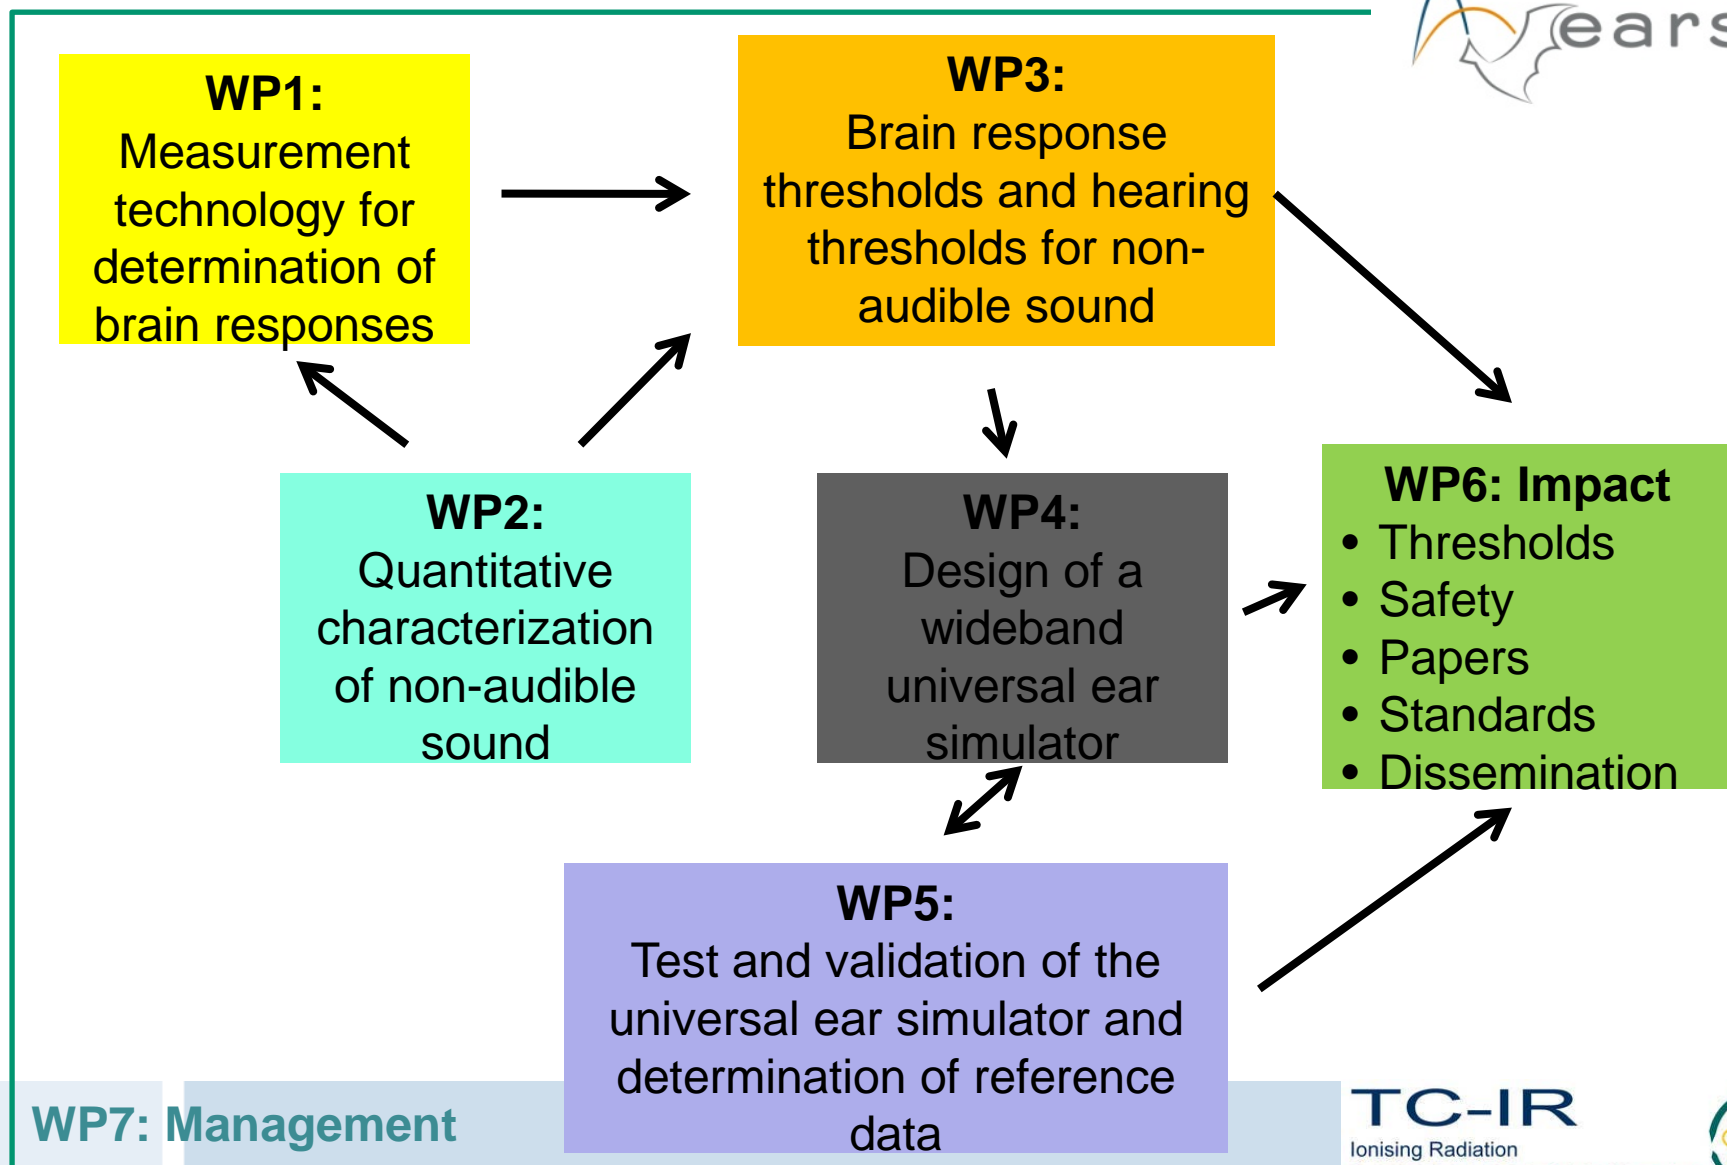 ears
WP1:
Measurement
technology for
determination of
brain responses
WP3:
Brain response
thresholds and hearing
thresholds for non-
audible sound
WP2:
Quantitative
characterization
of non-audible
sound
WP4:
Design of a
wideband
universal ear
simulator
WP6: Impact
• Thresholds
• Safety
• Papers
• Standards
• Dissemination
WP5:
Test and validation of the
universal ear simulator and
determination of reference
data
WP7: Management
TC-IR
Ionising Radiation